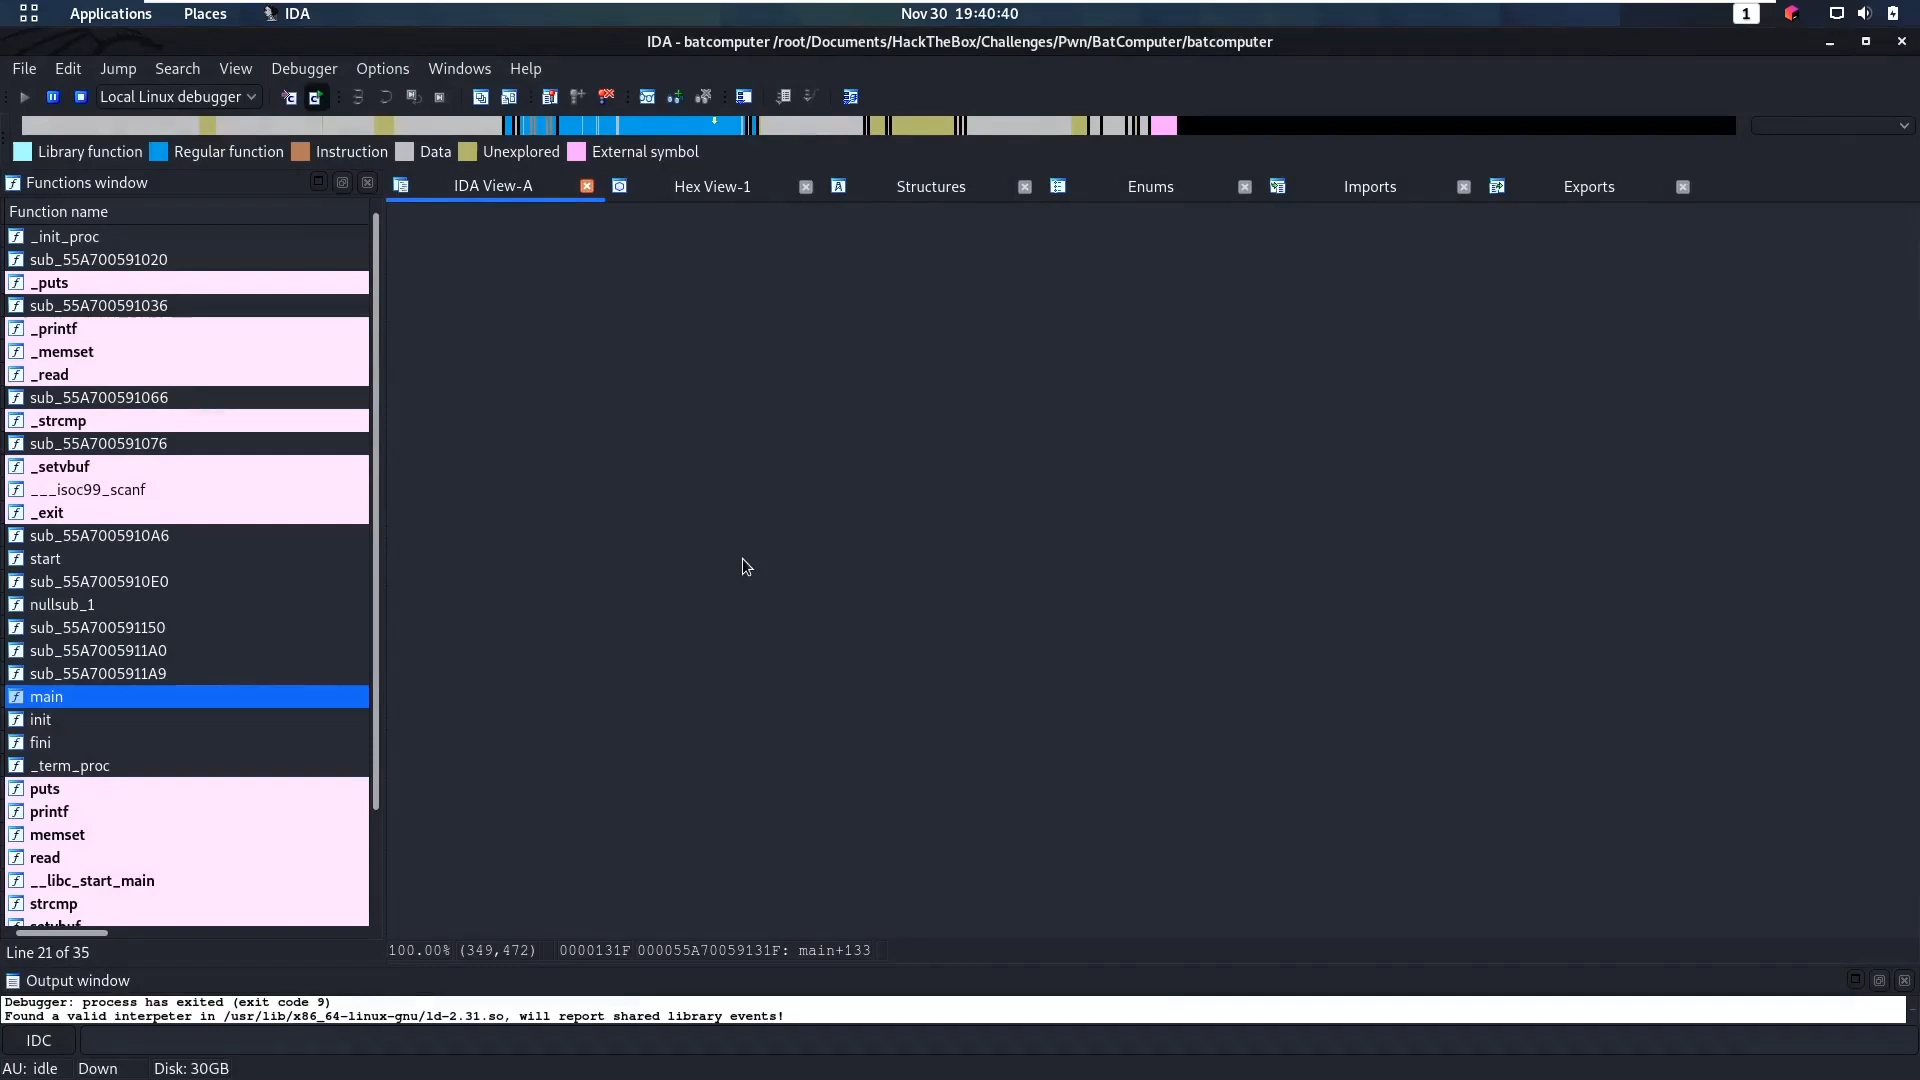 Applications Places IDA Nov 30 19:40:40 1
IDA - batcomputer /root/Documents/HackTheBox/Challenges/Pwn/BatComputer/batcomputer
File Edit Jump Search View Debugger Options Windows Help
Local Linux debugger
Library function Regular function Instruction Data Unexplored External symbol
Functions window
IDA View-A Hex View-1 Structures Enums Imports Exports
Function name
_init_proc
sub_55A700591020
_puts
sub_55A700591036
_printf
_memset
_read
sub_55A700591066
_strcmp
sub_55A700591076
_setvbuf
___isoc99_scanf
_exit
sub_55A7005910A6
start
sub_55A7005910E0
nullsub_1
sub_55A700591150
sub_55A7005911A0
sub_55A7005911A9
main
init
fini
_term_proc
puts
printf
memset
read
__libc_start_main
strcmp
setvbuf
Line 21 of 35
100.00% (349,472) 0000131F 000055A70059131F: main+133
Output window
Debugger: process has exited (exit code 9)
Found a valid interpeter in /usr/lib/x86_64-linux-gnu/ld-2.31.so, will report shared library events!
IDC
AU: idle Down Disk: 30GB